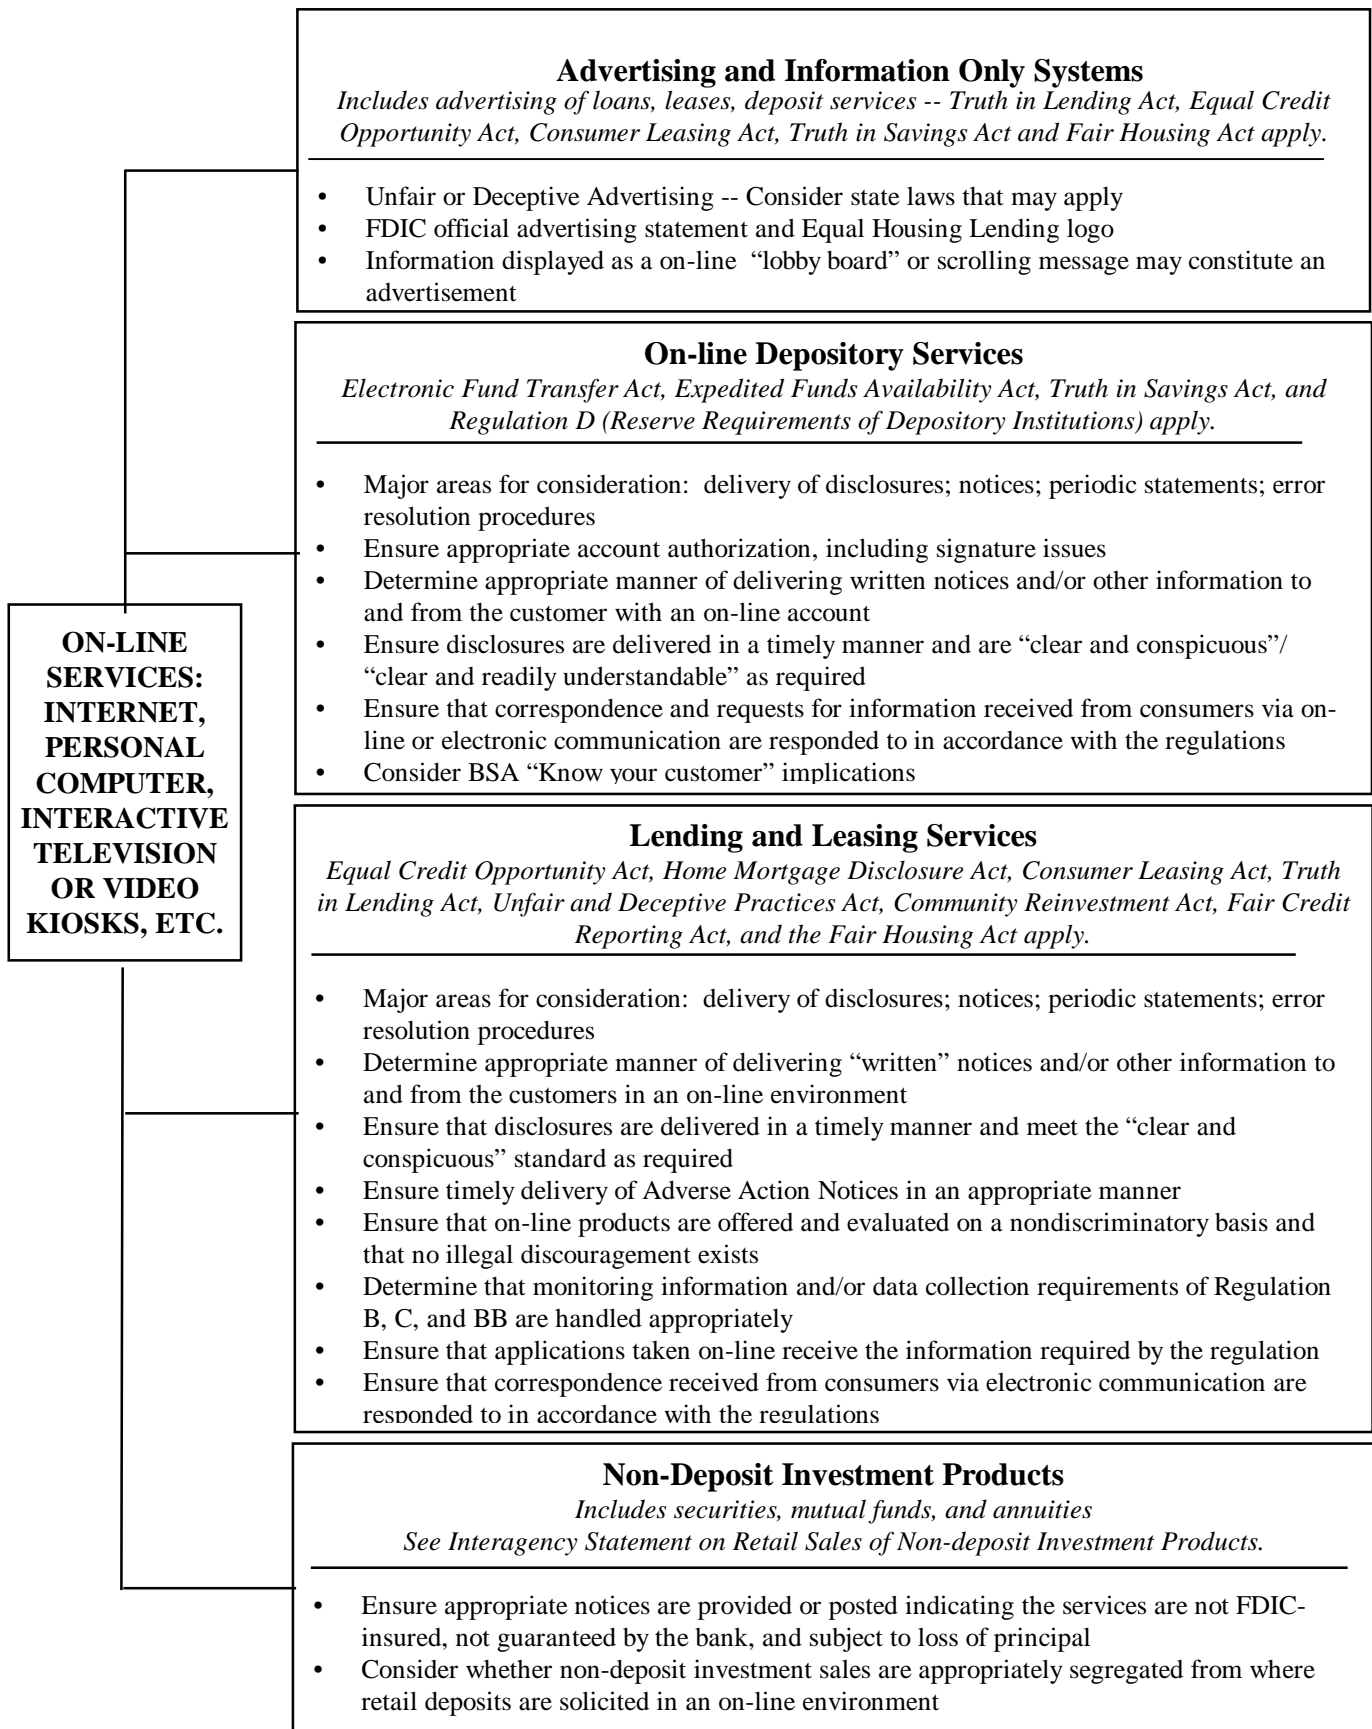 Advertising and Information Only Systems
Includes advertising of loans, leases, deposit services -- Truth in Lending Act, Equal Credit
Opportunity Act, Consumer Leasing Act, Truth in Savings Act and Fair Housing Act apply.
• Unfair or Deceptive Advertising -- Consider state laws that may apply
• FDIC official advertising statement and Equal Housing Lending logo
• Information displayed as a on-line “lobby board” or scrolling message may constitute an
advertisement
On-line Depository Services
Electronic Fund Transfer Act, Expedited Funds Availability Act, Truth in Savings Act, and
Regulation D (Reserve Requirements of Depository Institutions) apply.
• Major areas for consideration: delivery of disclosures; notices; periodic statements; error
resolution procedures
• Ensure appropriate account authorization, including signature issues
• Determine appropriate manner of delivering written notices and/or other information to
and from the customer with an on-line account
• Ensure disclosures are delivered in a timely manner and are “clear and conspicuous”/
“clear and readily understandable” as required
• Ensure that correspondence and requests for information received from consumers via on-
line or electronic communication are responded to in accordance with the regulations
• Consider BSA “Know your customer” implications
ON-LINE
SERVICES:
INTERNET,
PERSONAL
COMPUTER,
INTERACTIVE
TELEVISION
OR VIDEO
KIOSKS, ETC.
Lending and Leasing Services
Equal Credit Opportunity Act, Home Mortgage Disclosure Act, Consumer Leasing Act, Truth
in Lending Act, Unfair and Deceptive Practices Act, Community Reinvestment Act, Fair Credit
Reporting Act, and the Fair Housing Act apply.
• Major areas for consideration: delivery of disclosures; notices; periodic statements; error
resolution procedures
• Determine appropriate manner of delivering “written” notices and/or other information to
and from the customers in an on-line environment
• Ensure that disclosures are delivered in a timely manner and meet the “clear and
conspicuous” standard as required
• Ensure timely delivery of Adverse Action Notices in an appropriate manner
• Ensure that on-line products are offered and evaluated on a nondiscriminatory basis and
that no illegal discouragement exists
• Determine that monitoring information and/or data collection requirements of Regulation
B, C, and BB are handled appropriately
• Ensure that applications taken on-line receive the information required by the regulation
• Ensure that correspondence received from consumers via electronic communication are
responded to in accordance with the regulations
Non-Deposit Investment Products
Includes securities, mutual funds, and annuities
See Interagency Statement on Retail Sales of Non-deposit Investment Products.
• Ensure appropriate notices are provided or posted indicating the services are not FDIC-
insured, not guaranteed by the bank, and subject to loss of principal
• Consider whether non-deposit investment sales are appropriately segregated from where
retail deposits are solicited in an on-line environment